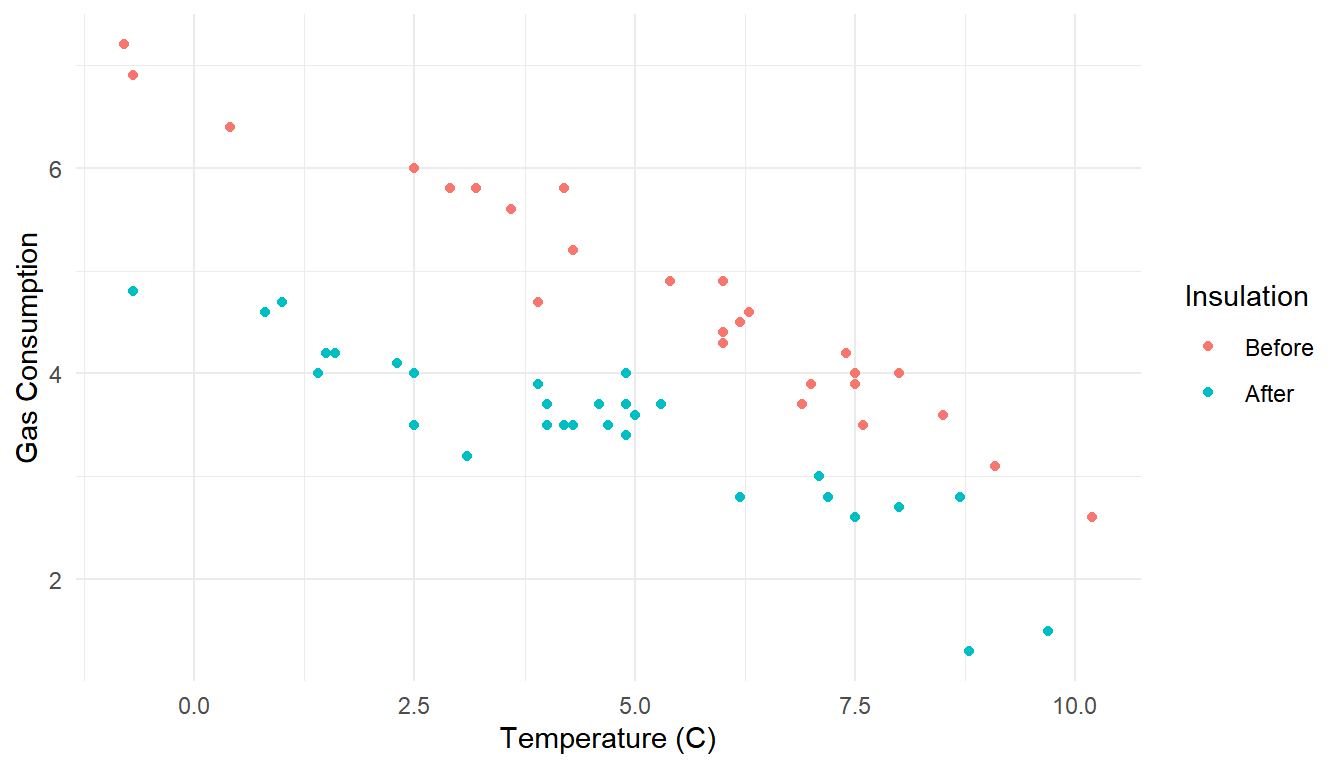 6
4
2
Gas Consumption
0.0 2.5 5.0 7.5 10.0
Temperature (C)
Insulation
Before
After